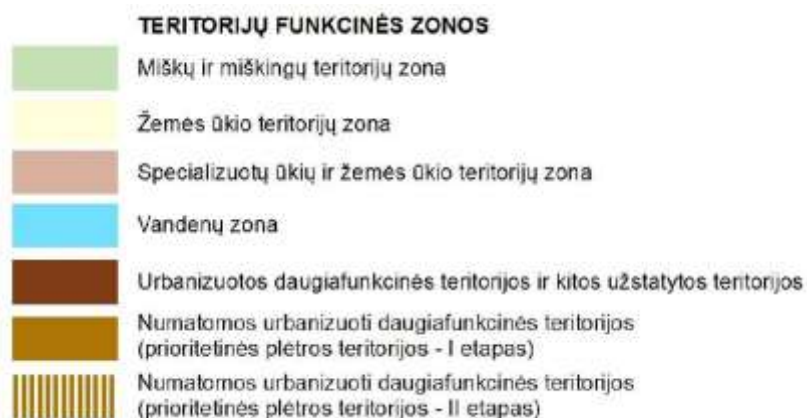 TERITORIJŲ FUNKCINĖS ZONOS
Miškų ir miškingų teritorijų zona
Žemės ūkio teritorijų zona
Specializuotų ūkių ir žemės ūkio teritorijų zona
Vandenų zona
Urbanizuotos daugiafunkcinės teritorijos ir kitos užstatytos teritorijos
Numatomos urbanizuoti daugiafunkcinės teritorijos
(prioritetinės plėtros teritorijos - I etapas)
Numatomos urbanizuoti daugiafunkcinės teritorijos
(prioritetinės plėtros teritorijos - II etapas)